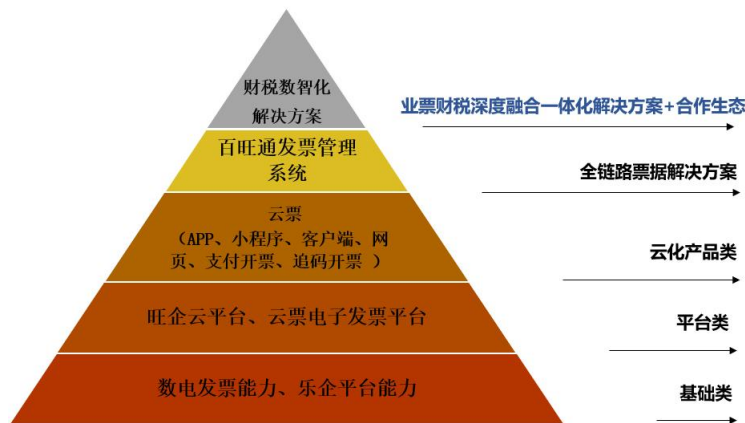 财税数智化
解决方案
业票财税深度融合一体化解决方案+合作生态
百旺通发票管理
系统
全链路票据解决方案
云票
（APP、小程序、客户端、网
页、支付开票、追码开票 ）
云化产品类
旺企云平台、云票电子发票平台
平台类
数电发票能力、乐企平台能力
基础类